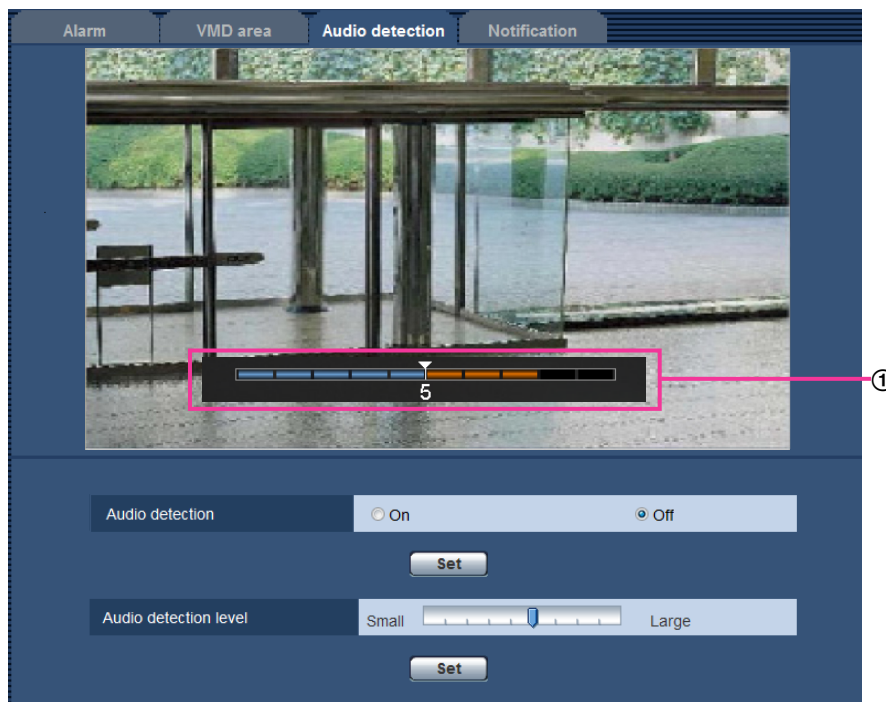 Alarm VMD area Audio detection Notification
5
①
Audio detection On Off
Set
Audio detection level Small Large
Set